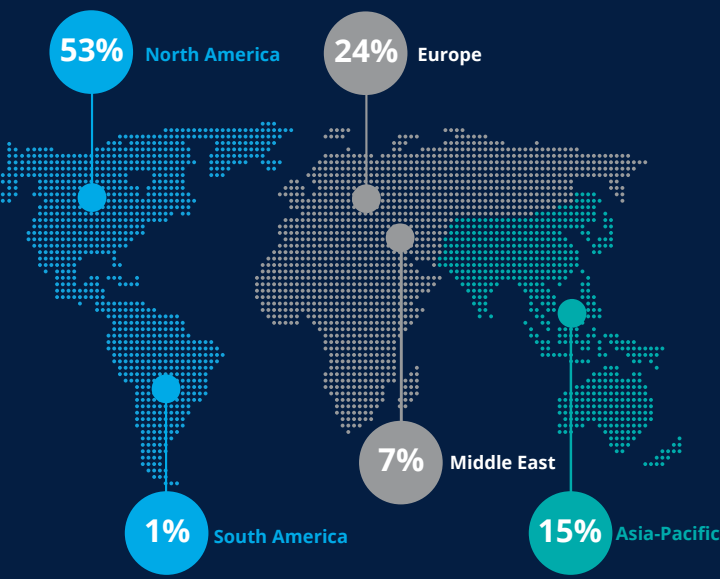 53% North America
24% Europe
7% Middle East
1% South America
15% Asia-Pacific